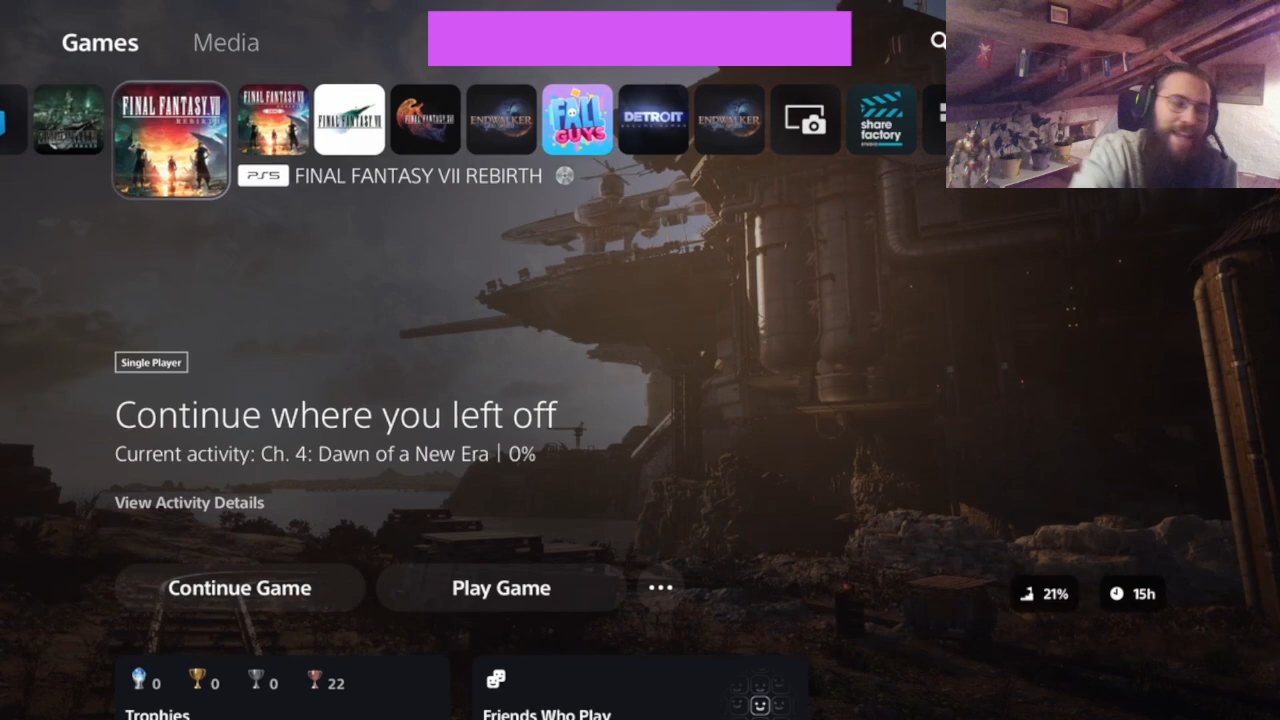 Games
Media
FINAL FANTASY VII
REBIRTH
FINAL FANTASY VII
FINAL FANTASY VII
ENDWALKER
FALL GUYS
DETROIT
ENDWALKER
share
factory
PS5 FINAL FANTASY VII REBIRTH
Single Player
Continue where you left off
Current activity: Ch. 4: Dawn of a New Era | 0%
View Activity Details
Continue Game
Play Game
•••
21%
15h
0
0
0
22
Trophies
Friends Who Play